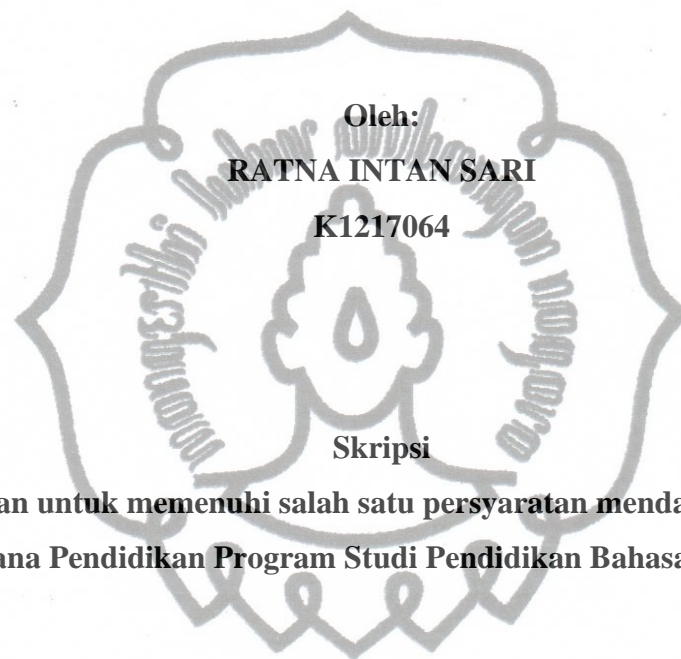 Oleh:
RATNA INTAN SARI
K1217064
Skripsi
an untuk memenuhi salah satu persyaratan menda
ana Pendidikan Program Studi Pendidikan Bahasa